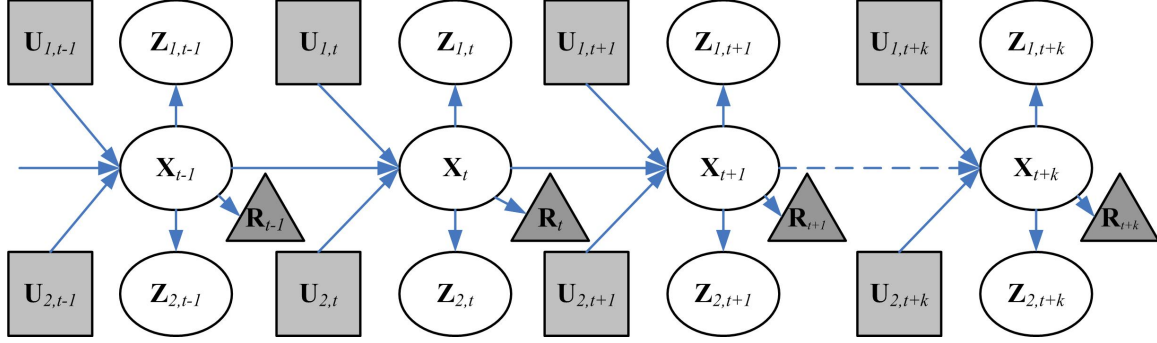 U1,t-1 Z1,t-1 U1,t Z1,t U1,t+1 Z1,t+1 U1,t+k Z1,t+k
Xt-1 Xt Xt+1 Xt+k
Rt-1 Rt Rt+1 Rt+k
U2,t-1 Z2,t-1 U2,t Z2,t U2,t+1 Z2,t+1 U2,t+k Z2,t+k